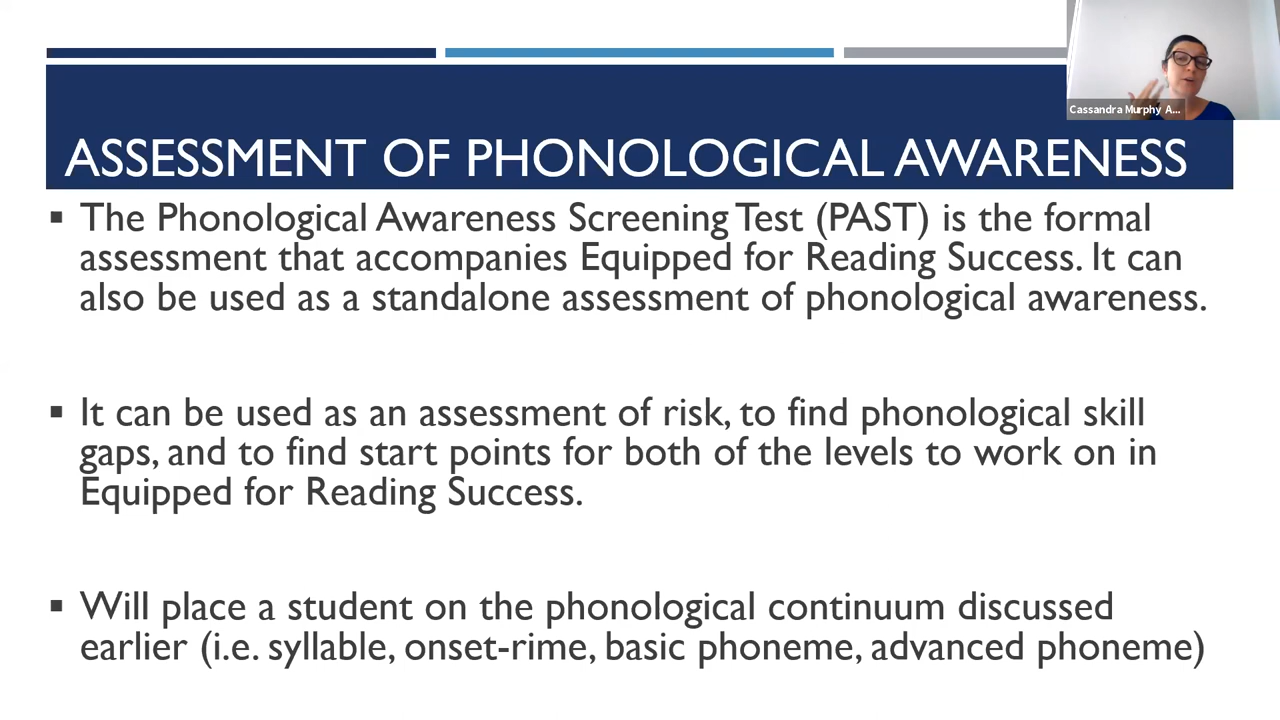 Cassandra Murphy A...
ASSESSMENT OF PHONOLOGICAL AWARENESS
▪ The Phonological Awareness Screening Test (PAST) is the formal
assessment that accompanies Equipped for Reading Success. It can
also be used as a standalone assessment of phonological awareness.
▪ It can be used as an assessment of risk, to find phonological skill
gaps, and to find start points for both of the levels to work on in
Equipped for Reading Success.
▪ Will place a student on the phonological continuum discussed
earlier (i.e. syllable, onset-rime, basic phoneme, advanced phoneme)